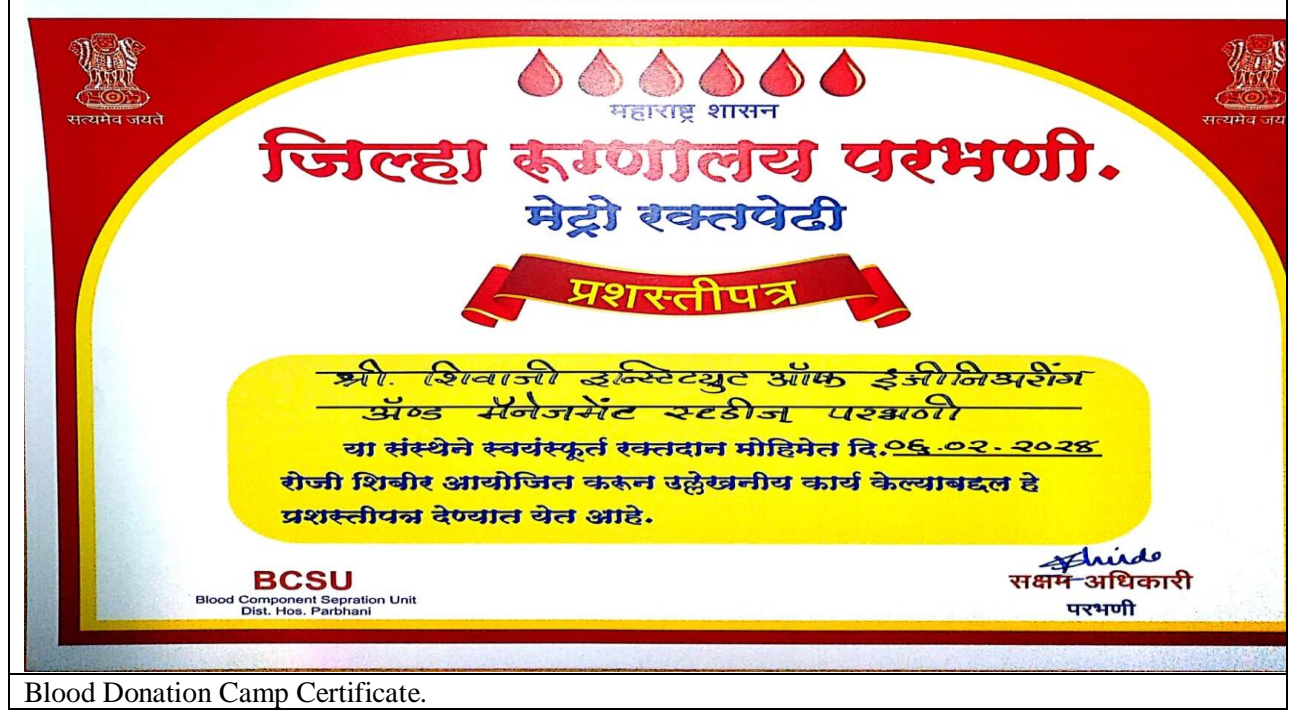 सत्यमेव जयते
सत्यमेव जय
महाराष्ट्र शासन
जिल्हा रूग्णालय परभणी.
मेट्रो रक्तपेढी
प्रशस्तीपत्र
श्री. शिवाजी इन्स्टिट्युट ऑफ इंजीनिअरींग
ॲण्ड मॅनेजमेंट स्टडीज् परभणी
या संस्थेने स्वयंस्फूर्त रक्तदान मोहिमेत दि.०६.०२.२०२४
रोजी शिबीर आयोजित करून उल्लेखनीय कार्य केल्याबद्दल हे
प्रशस्तीपत्र देण्यात येत आहे.
BCSU
Blood Component Sepration Unit
Dist. Hos. Parbhani
सक्षम अधिकारी
परभणी
Blood Donation Camp Certificate.